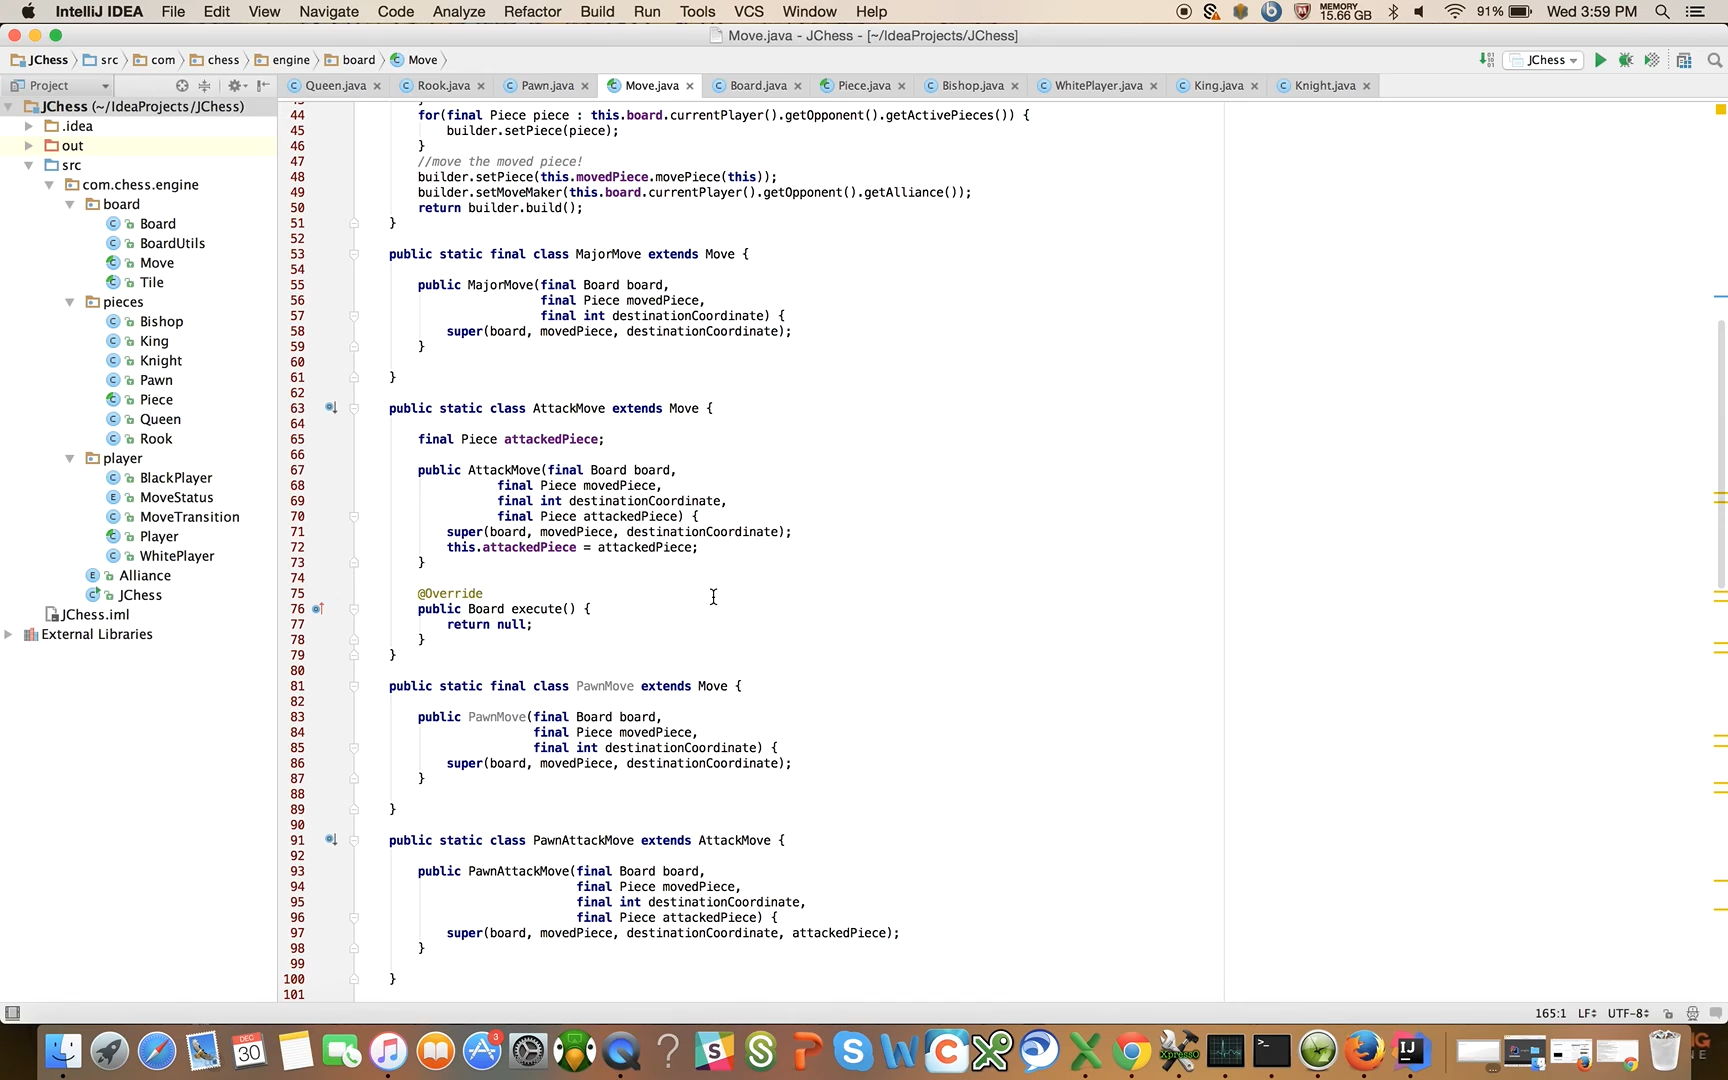 IntelliJ IDEA File Edit View Navigate Code Analyze Refactor Build Run Tools VCS Window Help MEMORY 15.66 GB 91% Wed 3:59 PM
Move.java - JChess - [~/IdeaProjects/JChess]
JChess src com chess engine board Move JChess
Project Queen.java Rook.java Pawn.java Move.java Board.java Piece.java Bishop.java WhitePlayer.java King.java Knight.java
JChess (~/IdeaProjects/JChess)
.idea
out
src
com.chess.engine
board
Board
BoardUtils
Move
Tile
pieces
Bishop
King
Knight
Pawn
Piece
Queen
Rook
player
BlackPlayer
MoveStatus
MoveTransition
Player
WhitePlayer
Alliance
JChess
JChess.iml
External Libraries
44 for(final Piece piece : this.board.currentPlayer().getOpponent().getActivePieces()) {
45 builder.setPiece(piece);
46 }
47 //move the moved piece!
48 builder.setPiece(this.movedPiece.movePiece(this));
49 builder.setMoveMaker(this.board.currentPlayer().getOpponent().getAlliance());
50 return builder.build();
51 }
52
53 public static final class MajorMove extends Move {
54
55 public MajorMove(final Board board,
56 final Piece movedPiece,
57 final int destinationCoordinate) {
58 super(board, movedPiece, destinationCoordinate);
59 }
60
61 }
62
63 public static class AttackMove extends Move {
64
65 final Piece attackedPiece;
66
67 public AttackMove(final Board board,
68 final Piece movedPiece,
69 final int destinationCoordinate,
70 final Piece attackedPiece) {
71 super(board, movedPiece, destinationCoordinate);
72 this.attackedPiece = attackedPiece;
73 }
74
75 @Override
76 public Board execute() {
77 return null;
78 }
79 }
80
81 public static final class PawnMove extends Move {
82
83 public PawnMove(final Board board,
84 final Piece movedPiece,
85 final int destinationCoordinate) {
86 super(board, movedPiece, destinationCoordinate);
87 }
88
89 }
90
91 public static class PawnAttackMove extends AttackMove {
92
93 public PawnAttackMove(final Board board,
94 final Piece movedPiece,
95 final int destinationCoordinate,
96 final Piece attackedPiece) {
97 super(board, movedPiece, destinationCoordinate, attackedPiece);
98 }
99
100 }
101
165:1 LF UTF-8
DEC
30
3